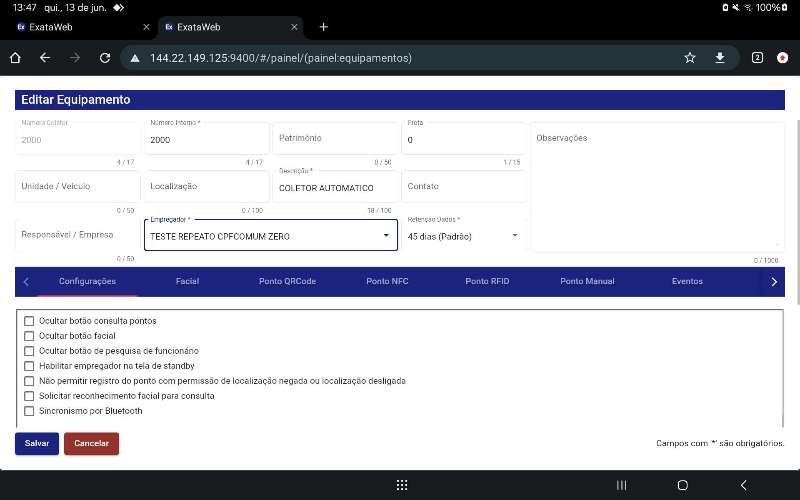 13:47 qui., 13 de jun. 100%
ExataWeb
ExataWeb
144.22.149.125:9400/#/painel/(painel:equipamentos)
2
Editar Equipamento
Número Coletor
2000
4 / 17
Número Interno *
2000
4 / 17
Patrimônio
0 / 50
Frota
0
1 / 15
Observações
0 / 1000
Unidade / Veículo
0 / 50
Localização
0 / 100
Descrição *
COLETOR AUTOMATICO
18 / 100
Contato
Responsável / Empresa
0 / 50
Empregador *
TESTE REPEATO CPFCOMUM ZERO
Retenção Dados *
45 dias (Padrão)
Configurações Facial Ponto QRCode Ponto NFC Ponto RFID Ponto Manual Eventos
Ocultar botão consulta pontos
Ocultar botão facial
Ocultar botão de pesquisa de funcionário
Habilitar empregador na tela de standby
Não permitir registro do ponto com permissão de localização negada ou localização desligada
Solicitar reconhecimento facial para consulta
Sincronismo por Bluetooth
Salvar Cancelar Campos com '*' são obrigatórios.